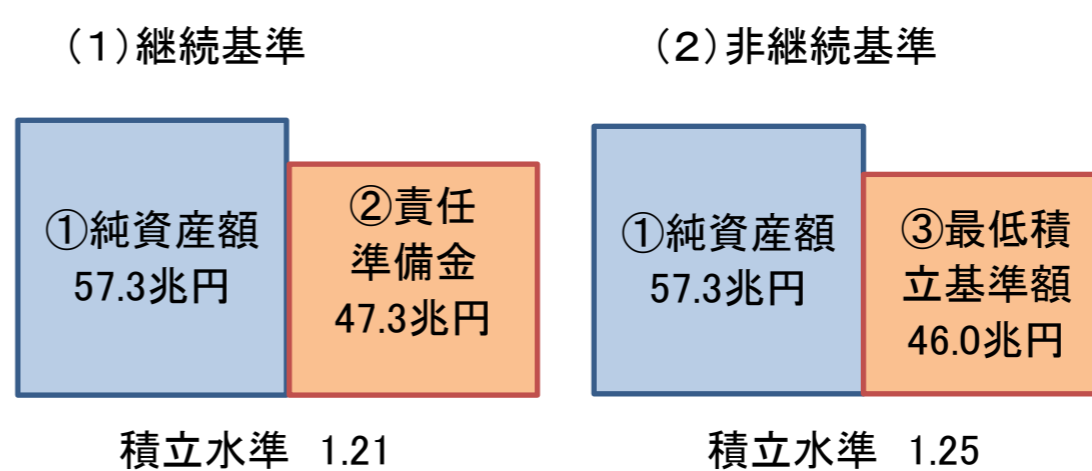 (1)継続基準
①純資産額
57.3兆円
②責任
準備金
47.3兆円
積立水準 1.21
(2)非継続基準
①純資産額
57.3兆円
③最低積
立基準額
46.0兆円
積立水準 1.25